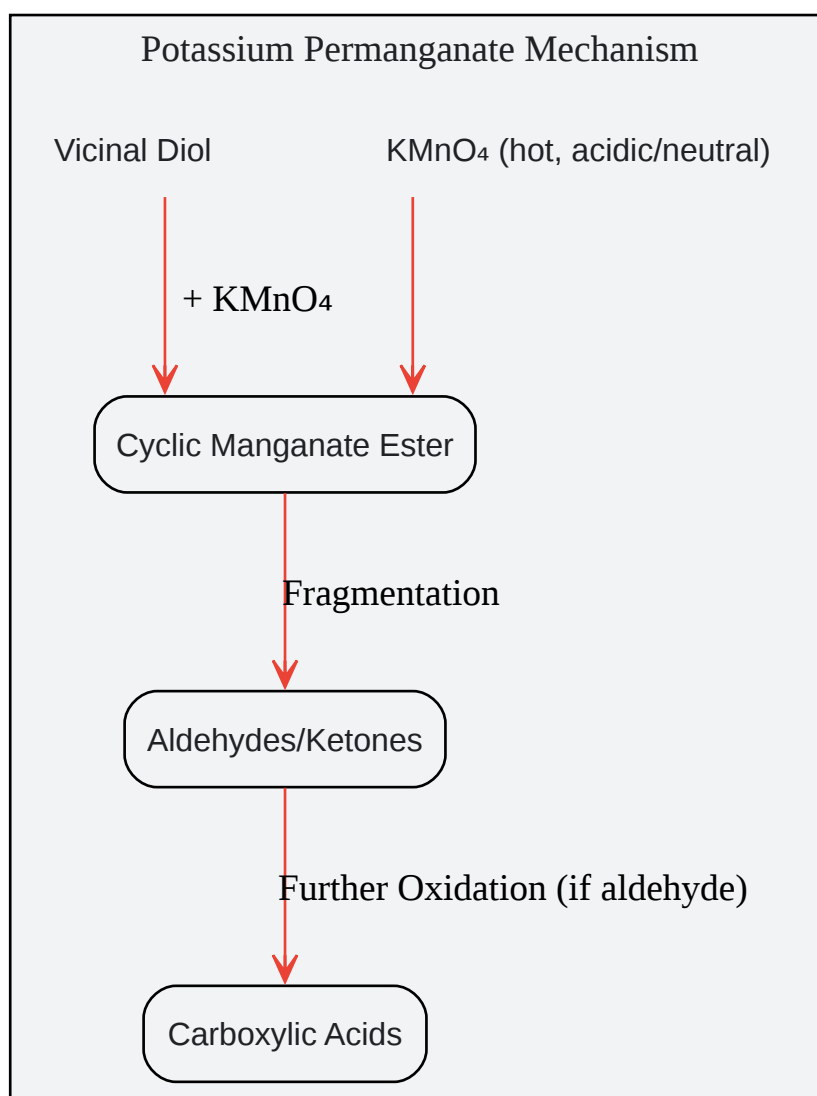 Potassium Permanganate Mechanism
Vicinal Diol
KMnO₄ (hot, acidic/neutral)
+ KMnO₄
Cyclic Manganate Ester
Fragmentation
Aldehydes/Ketones
Further Oxidation (if aldehyde)
Carboxylic Acids